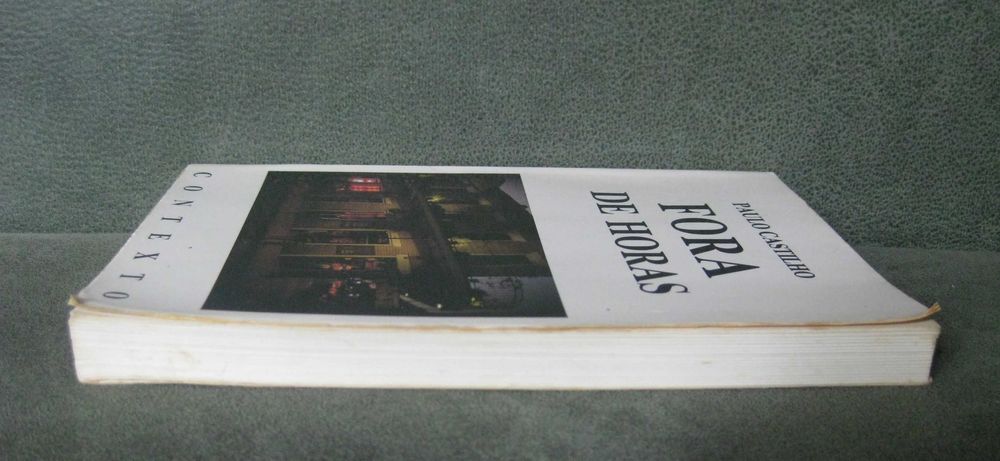 PAULO CASTILHO
FORA
DE HORAS
CONTEXTO